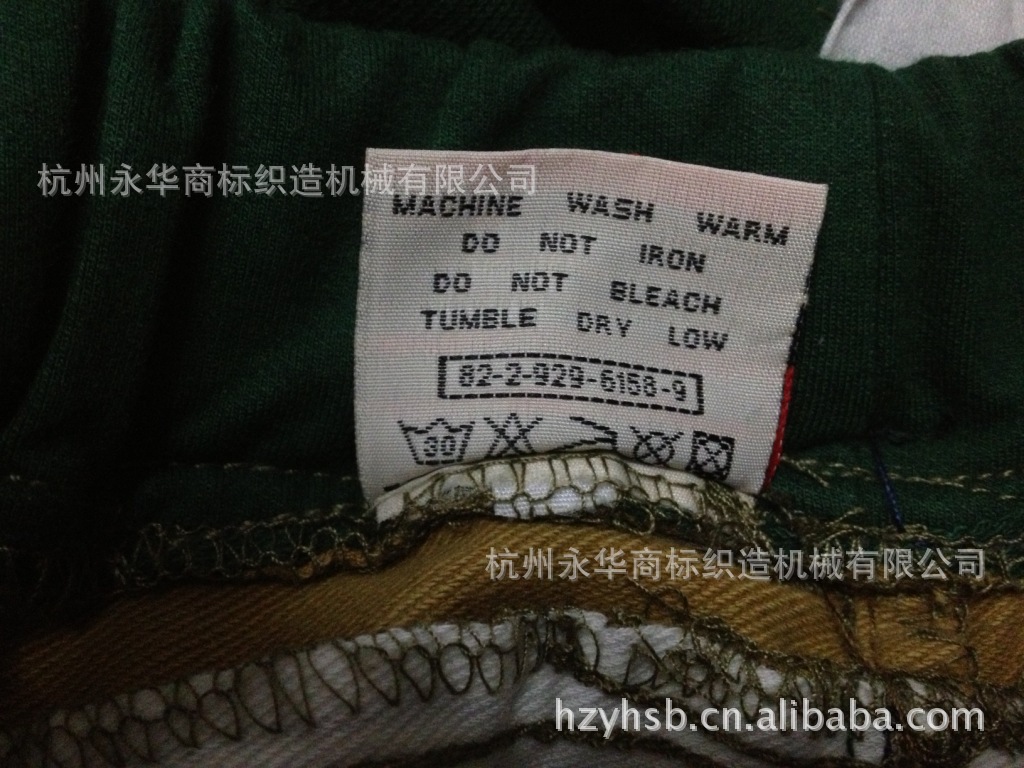 杭州永华商标织造机械有限公司
MACHINE WASH WARM
DO NOT IRON
DO NOT BLEACH
TUMBLE DRY LOW
82-2-929-6158-9
30
杭州永华商标织造机械有限公司
hzyhsb.cn.alibaba.com